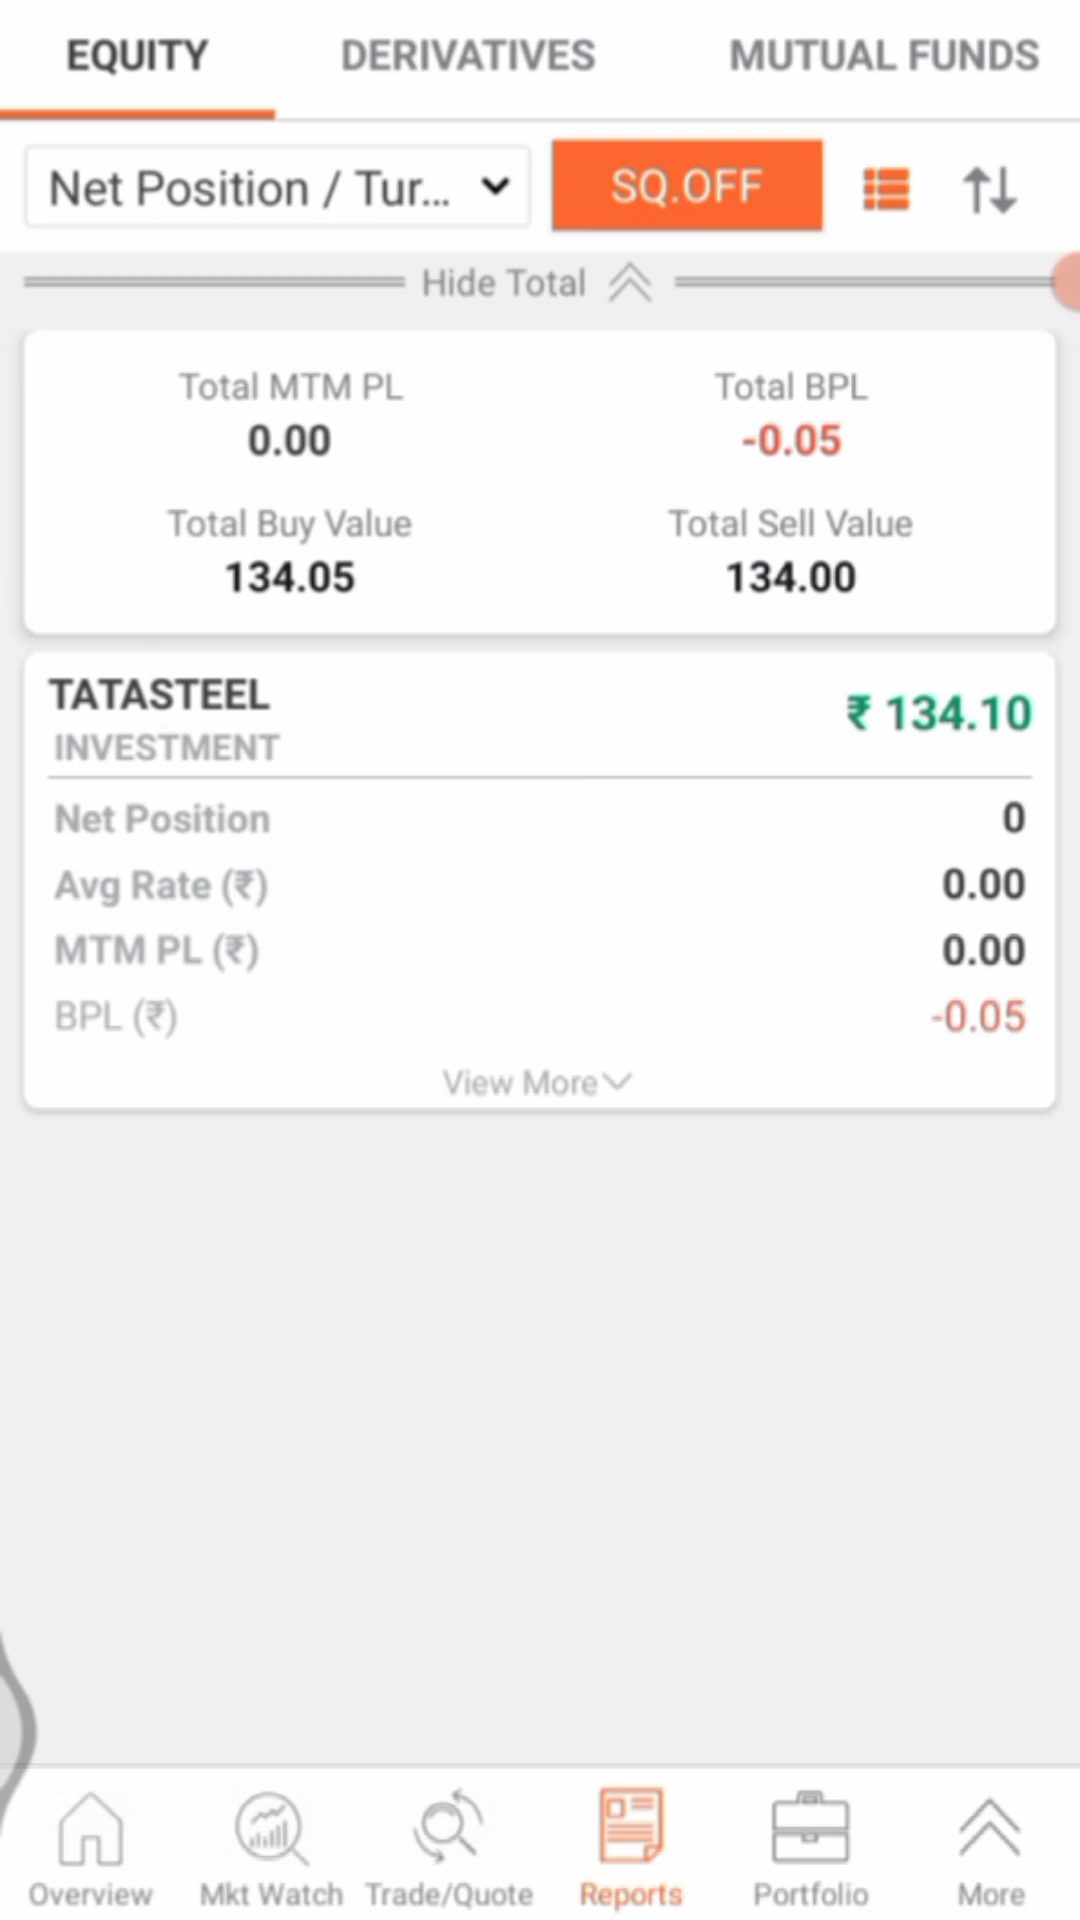 EQUITY DERIVATIVES MUTUAL FUNDS
Net Position / Tur... SQ.OFF
Hide Total
Total MTM PL Total BPL
0.00 -0.05
Total Buy Value Total Sell Value
134.05 134.00
TATASTEEL
₹ 134.10
INVESTMENT
Net Position 0
Avg Rate (₹) 0.00
MTM PL (₹) 0.00
BPL (₹) -0.05
View More
Overview Mkt Watch Trade/Quote Reports Portfolio More